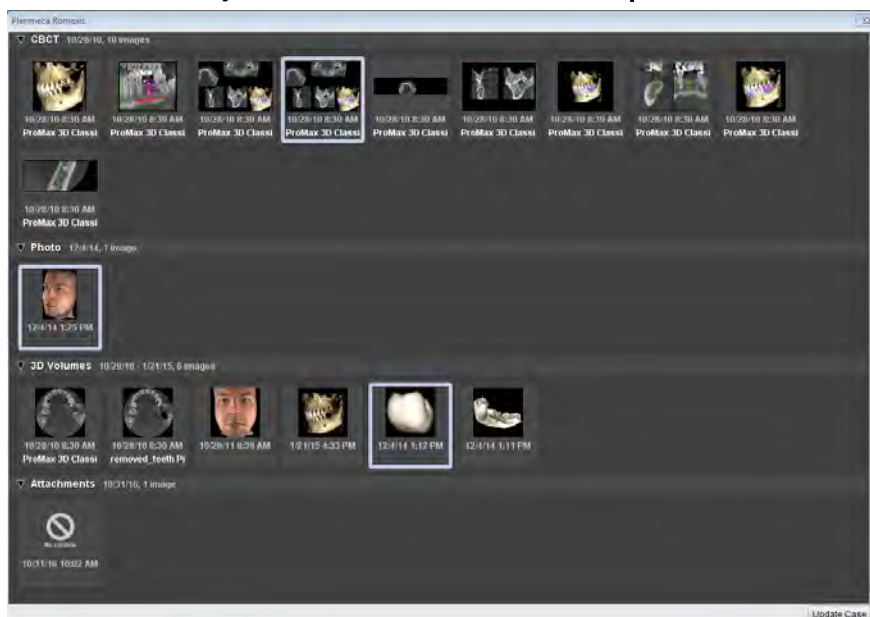 Planmeca Romexis
CBCT 10/28/10, 10 images
10/28/10 8:30 AM 10/28/10 8:30 AM 10/28/10 8:30 AM 10/28/10 8:30 AM 10/28/10 8:30 AM 10/28/10 8:30 AM 10/28/10 8:30 AM 10/28/10 8:30 AM 10/28/10 8:30 AM
ProMax 3D Classi ProMax 3D Classi ProMax 3D Classi ProMax 3D Classi ProMax 3D Classi ProMax 3D Classi ProMax 3D Classi ProMax 3D Classi ProMax 3D Classi
10/28/10 8:30 AM
ProMax 3D Classi
Photo 12/4/14, 1 image
12/4/14 1:25 PM
3D Volumes 10/28/10 - 1/21/15, 6 images
10/28/10 8:30 AM 10/28/10 8:30 AM 10/28/11 8:30 AM 1/21/15 4:33 PM 12/4/14 1:12 PM 12/4/14 1:11 PM
ProMax 3D Classi removed_teeth Pi
Attachments 10/31/16, 1 image
10/31/16 10:02 AM
Update Case